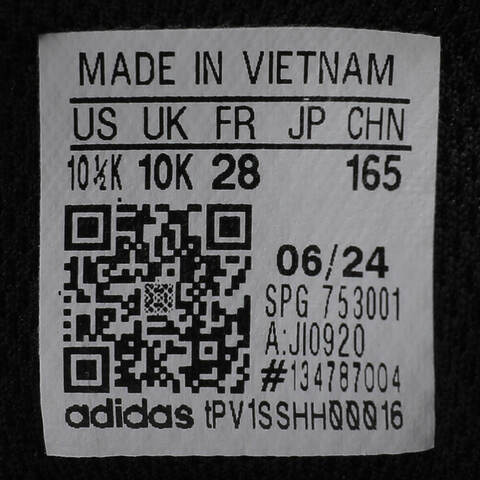 MADE IN VIETNAM
US UK FR JP CHN
10½K 10K 28 165
06/24
SPG 753001
A:JI0920
#134787004
adidas tPV1SSHH00016